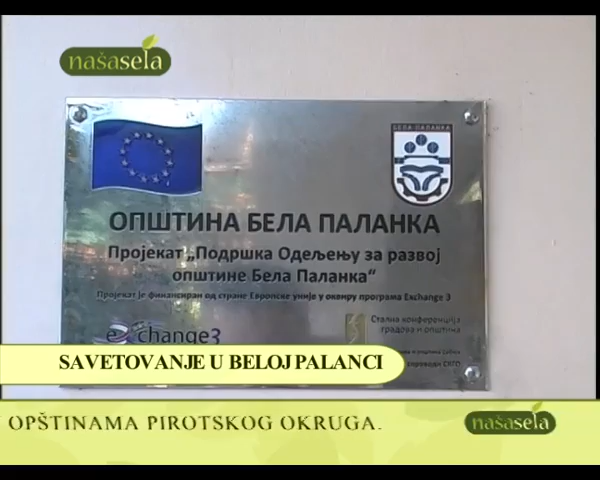 našasela
БЕЛА ПАЛАНКА
ОПШТИНА БЕЛА ПАЛАНКА
Пројекат „Подршка Одељењу за развој
општине Бела Паланка“
Пројекат је финансиран од стране Европске уније у оквиру програма Exchange 3
exchange3
Стална конференција
градова и општина
SAVETOVANJE U BELOJ PALANCI
OPŠTINAMA PIROTSKOG OKRUGA.
našasela